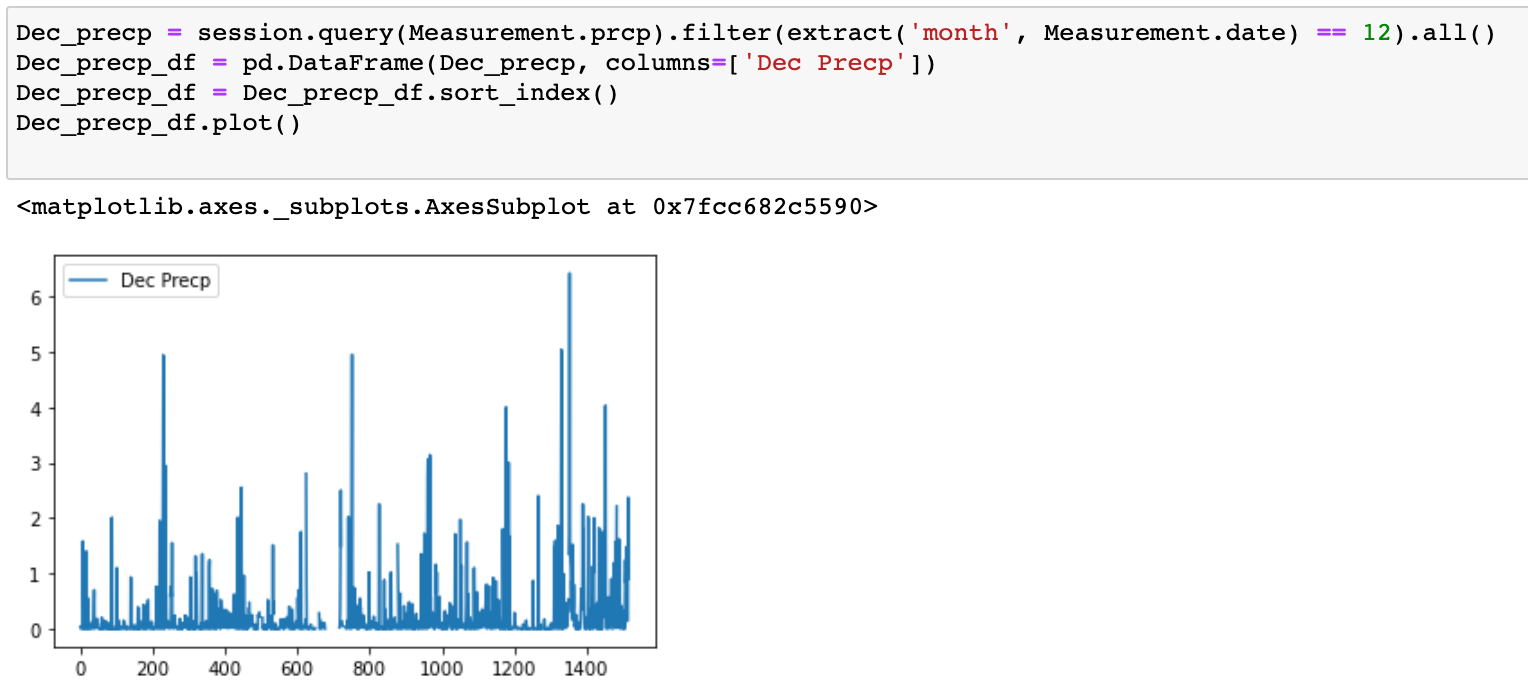 Dec_precp = session.query(Measurement.prcp).filter(extract('month', Measurement.date) == 12).all()
Dec_precp_df = pd.DataFrame(Dec_precp, columns=['Dec Precp'])
Dec_precp_df = Dec_precp_df.sort_index()
Dec_precp_df.plot()
<matplotlib.axes._subplots.AxesSubplot at 0x7fcc682c5590>
Dec Precp
6
5
4
3
2
1
0
0 200 400 600 800 1000 1200 1400